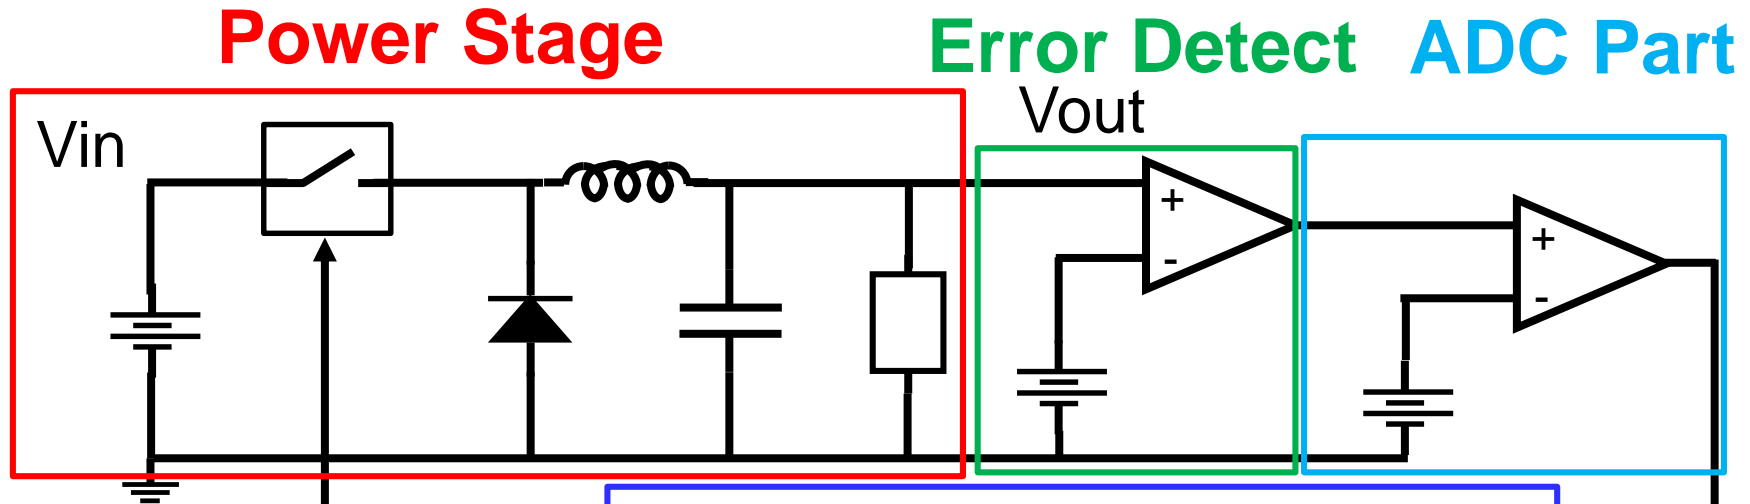 Power Stage
Error Detect
ADC Part
Vin
Vout
+
-
+
-